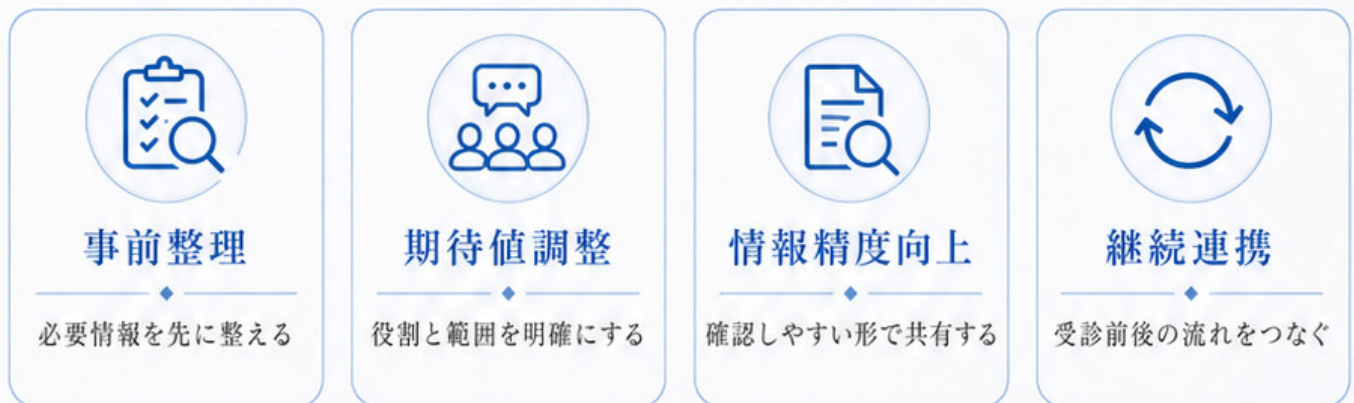 事前整理
必要情報を先に整える
期待値調整
役割と範囲を明確にする
情報精度向上
確認しやすい形で共有する
継続連携
受診前後の流れをつなぐ